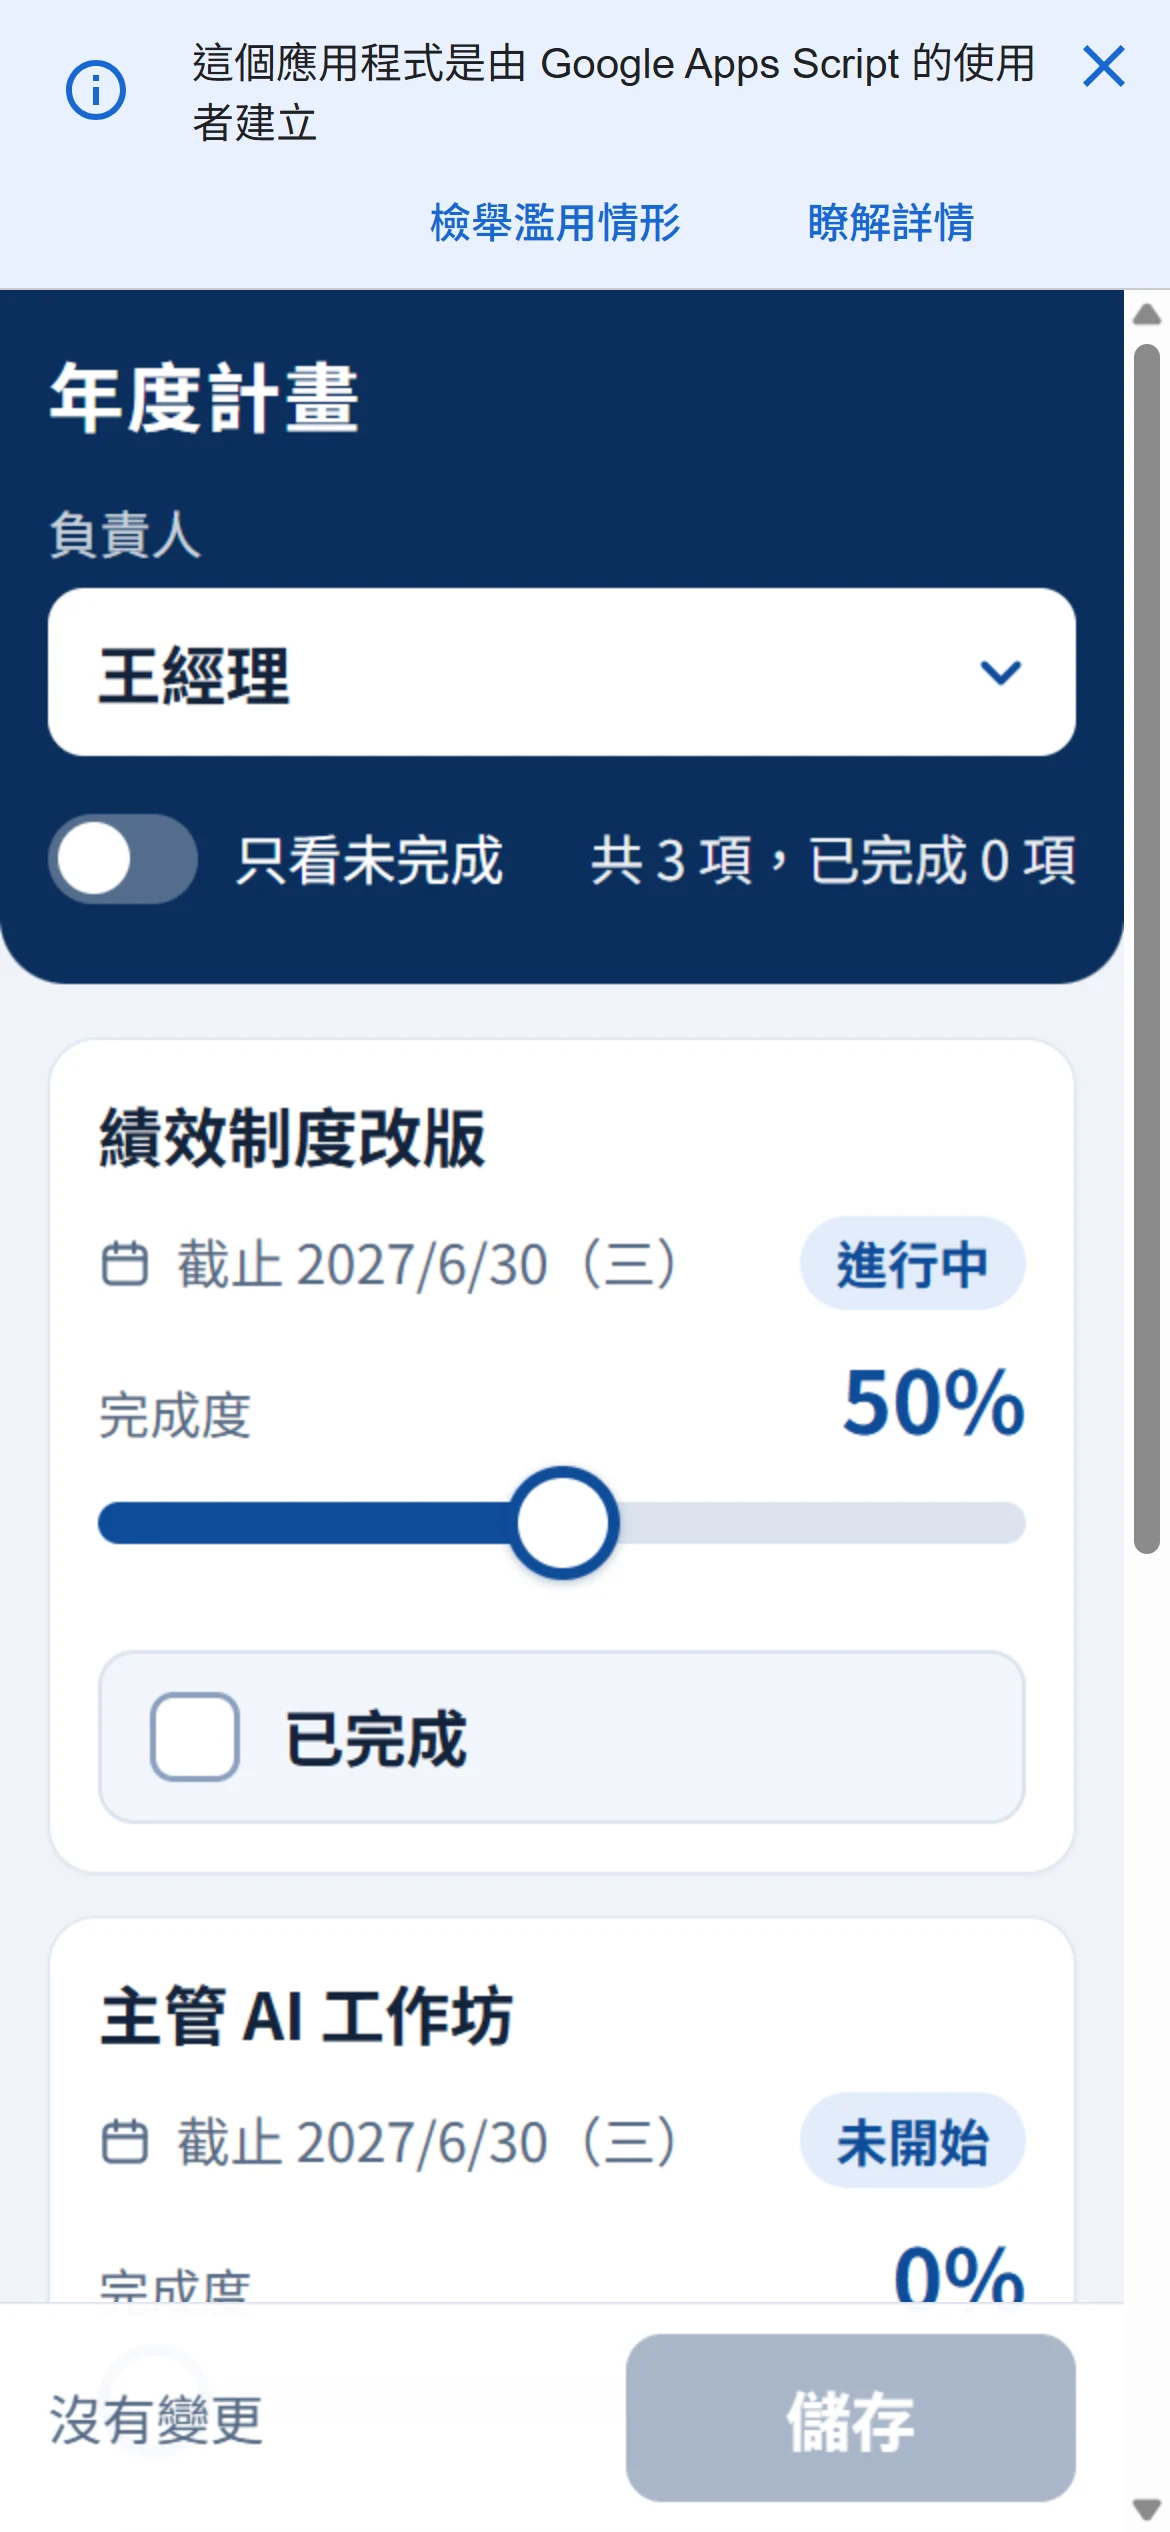 這個應用程式是由 Google Apps Script 的使用
者建立
檢舉濫用情形 瞭解詳情
年度計畫
負責人
王經理
只看未完成 共 3 項，已完成 0 項
績效制度改版
截止 2027/6/30（三） 進行中
完成度 50%
已完成
主管 AI 工作坊
截止 2027/6/30（三） 未開始
完成度 0%
沒有變更 儲存